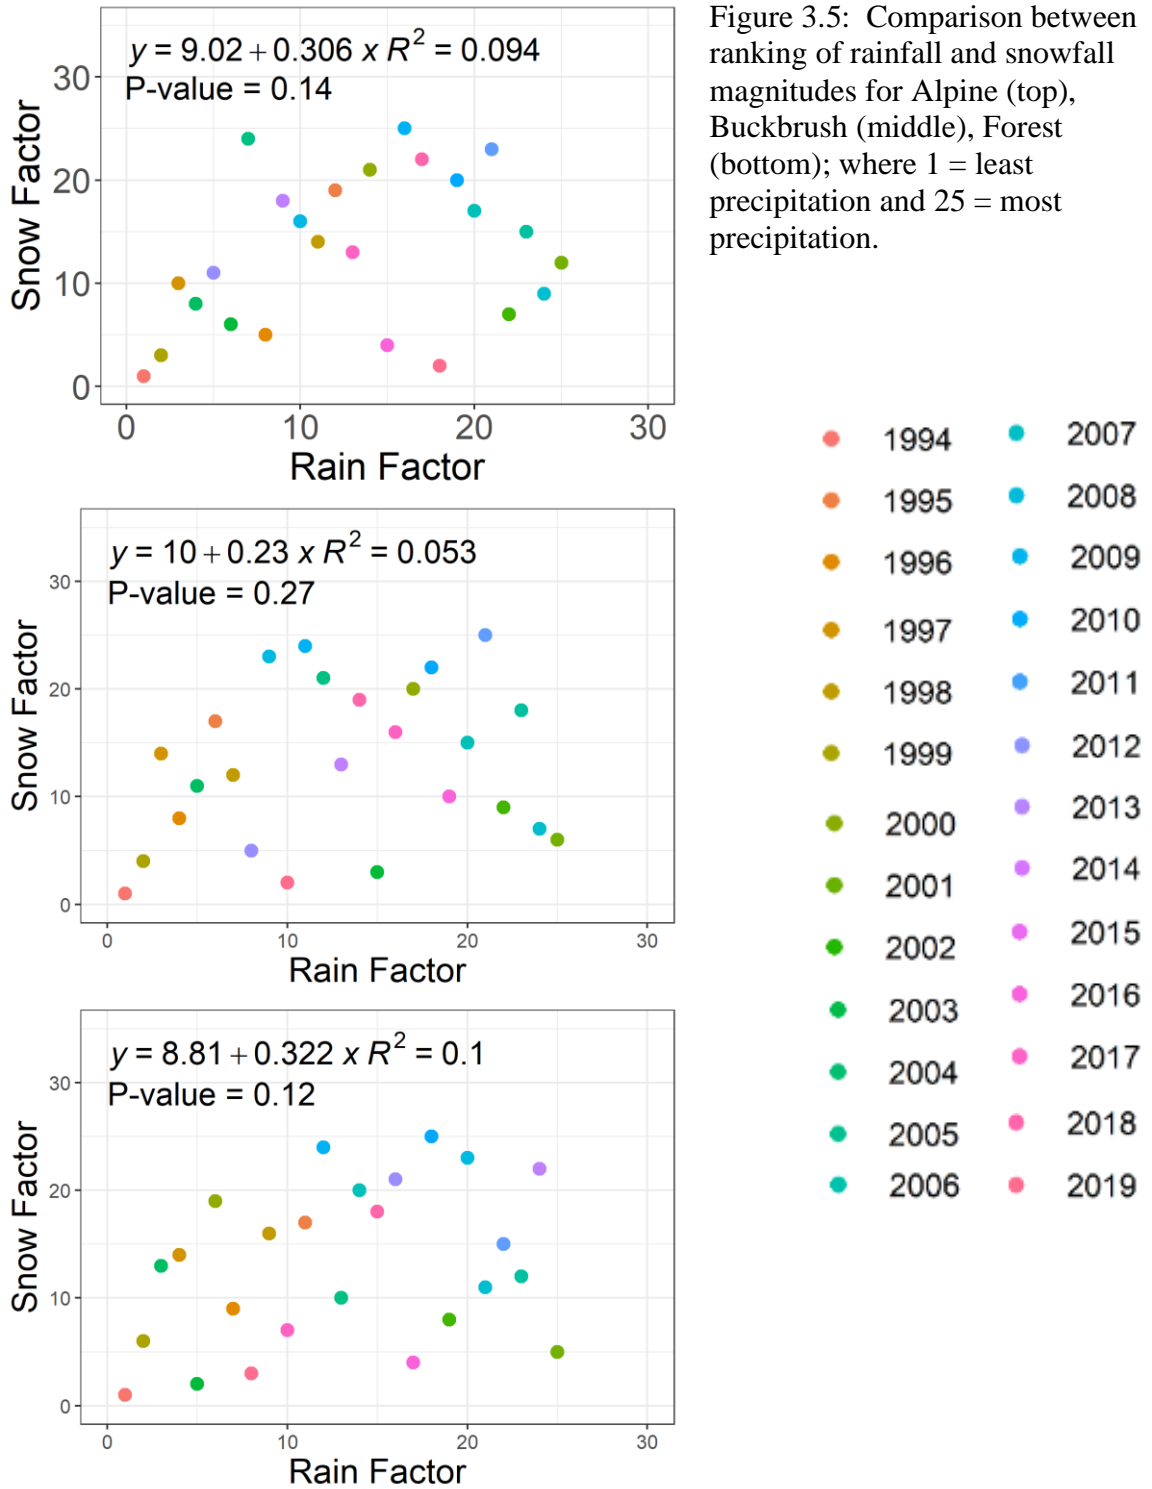 y = 9.02 + 0.306 x R² = 0.094
P-value = 0.14
30
20
10
0
Snow Factor
0 10 20 30
Rain Factor
Figure 3.5: Comparison between
ranking of rainfall and snowfall
magnitudes for Alpine (top),
Buckbrush (middle), Forest
(bottom); where 1 = least
precipitation and 25 = most
precipitation.
y = 10 + 0.23 x R² = 0.053
P-value = 0.27
30
20
10
0
Snow Factor
0 10 20 30
Rain Factor
y = 8.81 + 0.322 x R² = 0.1
P-value = 0.12
30
20
10
0
Snow Factor
0 10 20 30
Rain Factor
1994
1995
1996
1997
1998
1999
2000
2001
2002
2003
2004
2005
2006
2007
2008
2009
2010
2011
2012
2013
2014
2015
2016
2017
2018
2019